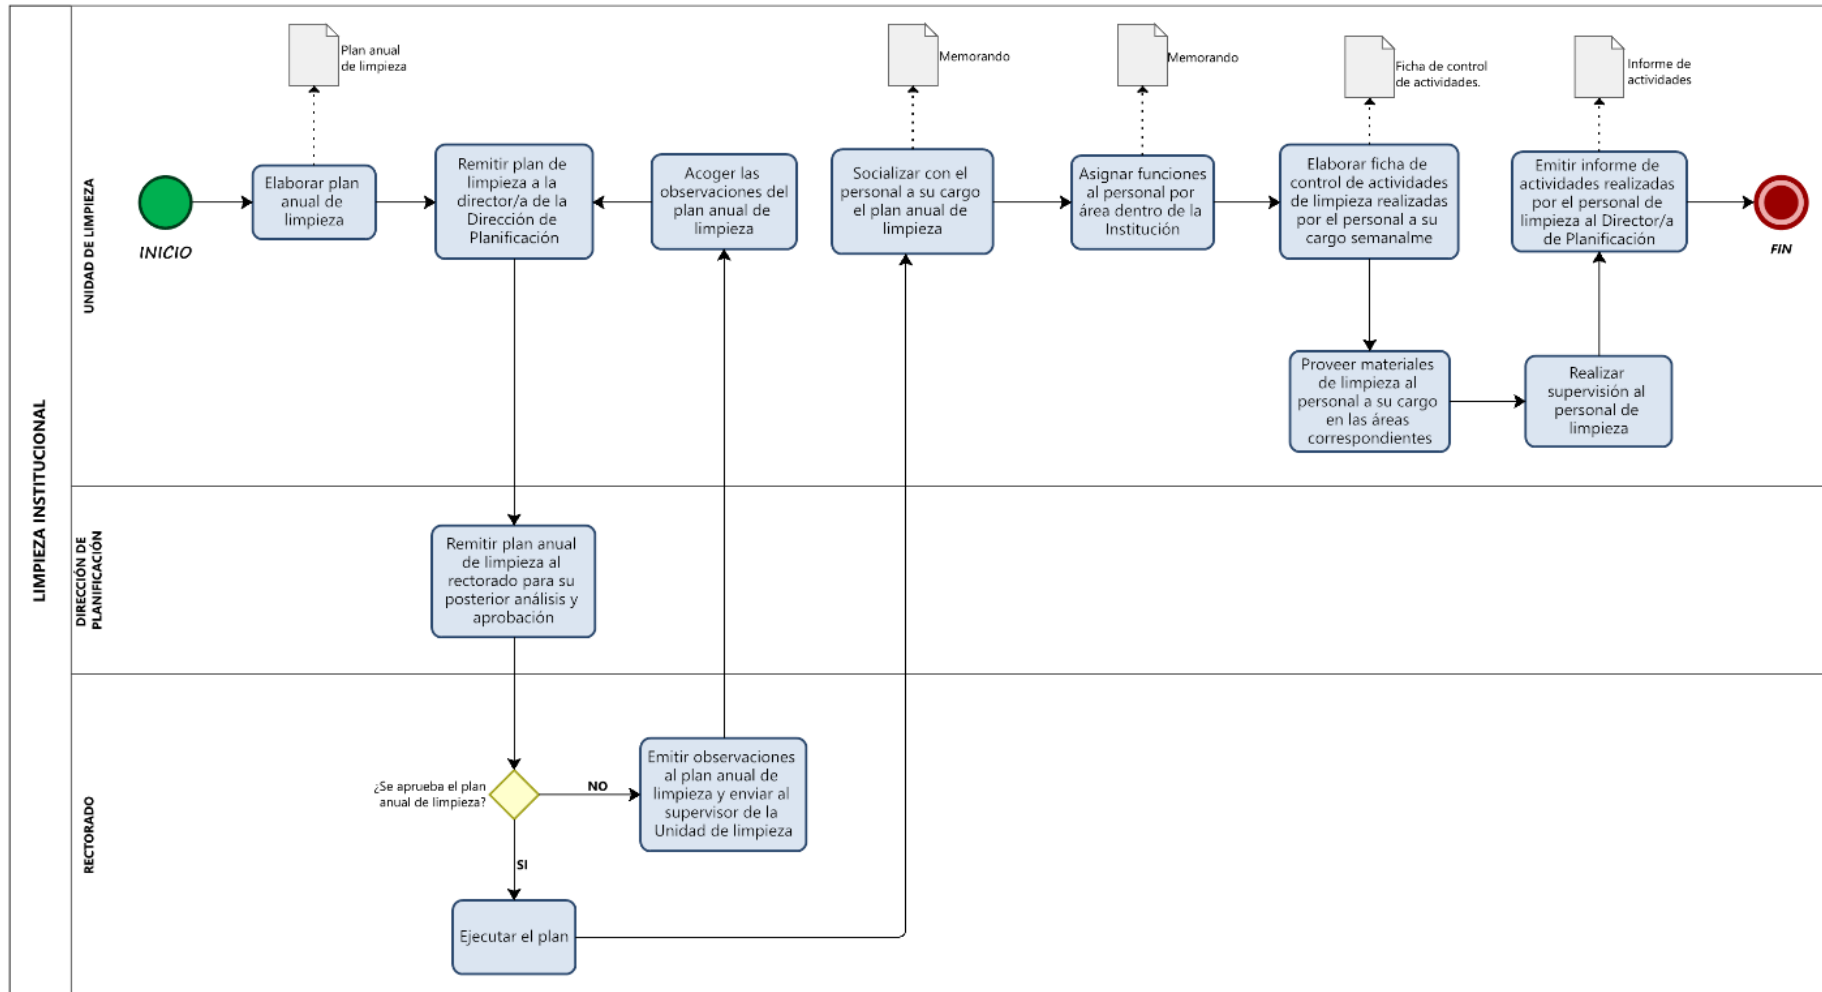 LIMPIEZA INSTITUCIONAL
UNIDAD DE LIMPIEZA
INICIO
Plan anual
de limpieza
Elaborar plan
anual de
limpieza
Remitir plan de
limpieza a la
director/a de la
Dirección de
Planificación
Acoger las
observaciones del
plan anual de
limpieza
Memorando
Socializar con el
personal a su cargo
el plan anual de
limpieza
Memorando
Asignar funciones
al personal por
área dentro de la
Institución
Ficha de control
de actividades.
Elaborar ficha de
control de actividades
de limpieza realizadas
por el personal a su
cargo semanalme
Informe de
actividades
Emitir informe de
actividades realizadas
por el personal de
limpieza al Director/a
de Planificación
FIN
Proveer materiales
de limpieza al
personal a su cargo
en las áreas
correspondientes
Realizar
supervisión al
personal de
limpieza
DIRECCIÓN DE
PLANIFICACIÓN
Remitir plan anual
de limpieza al
rectorado para su
posterior análisis y
aprobación
RECTORADO
¿Se aprueba el plan
anual de limpieza?
NO
Emitir observaciones
al plan anual de
limpieza y enviar al
supervisor de la
Unidad de limpieza
SI
Ejecutar el plan